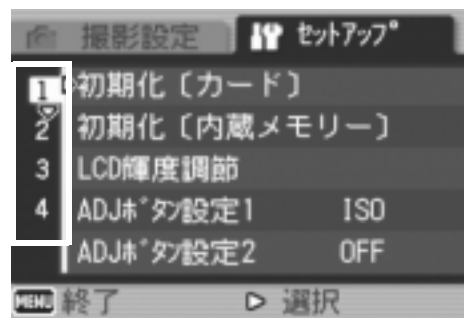 撮影設定 セットアップ
1 初期化〔カード〕
2 初期化〔内蔵メモリー〕
3 LCD輝度調節
4 ADJボタン設定1 ISO
ADJボタン設定2 OFF
MENU 終了 選択